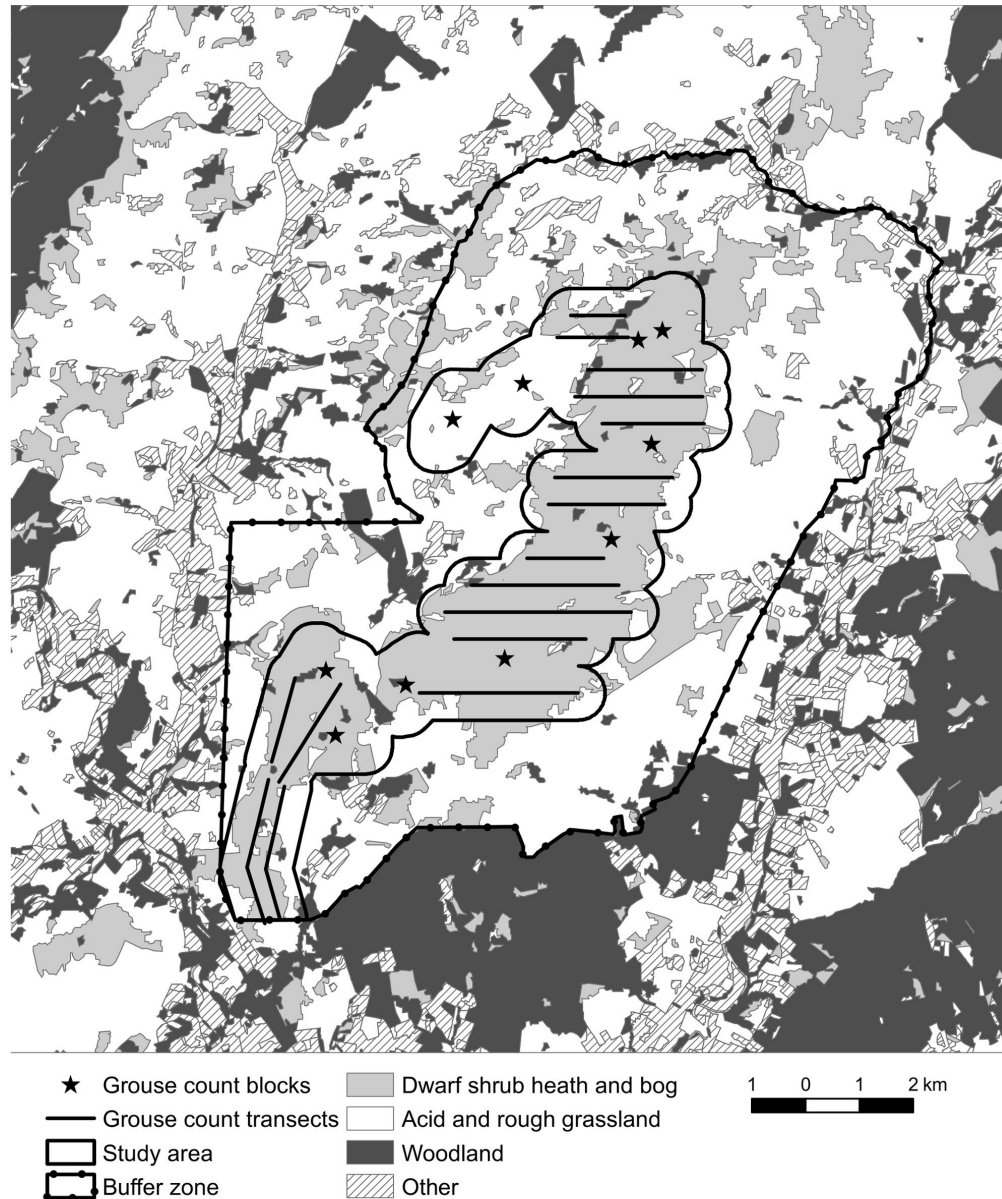 Grouse count blocks
Grouse count transects
Study area
Buffer zone
Dwarf shrub heath and bog
Acid and rough grassland
Woodland
Other
1 0 1 2 km